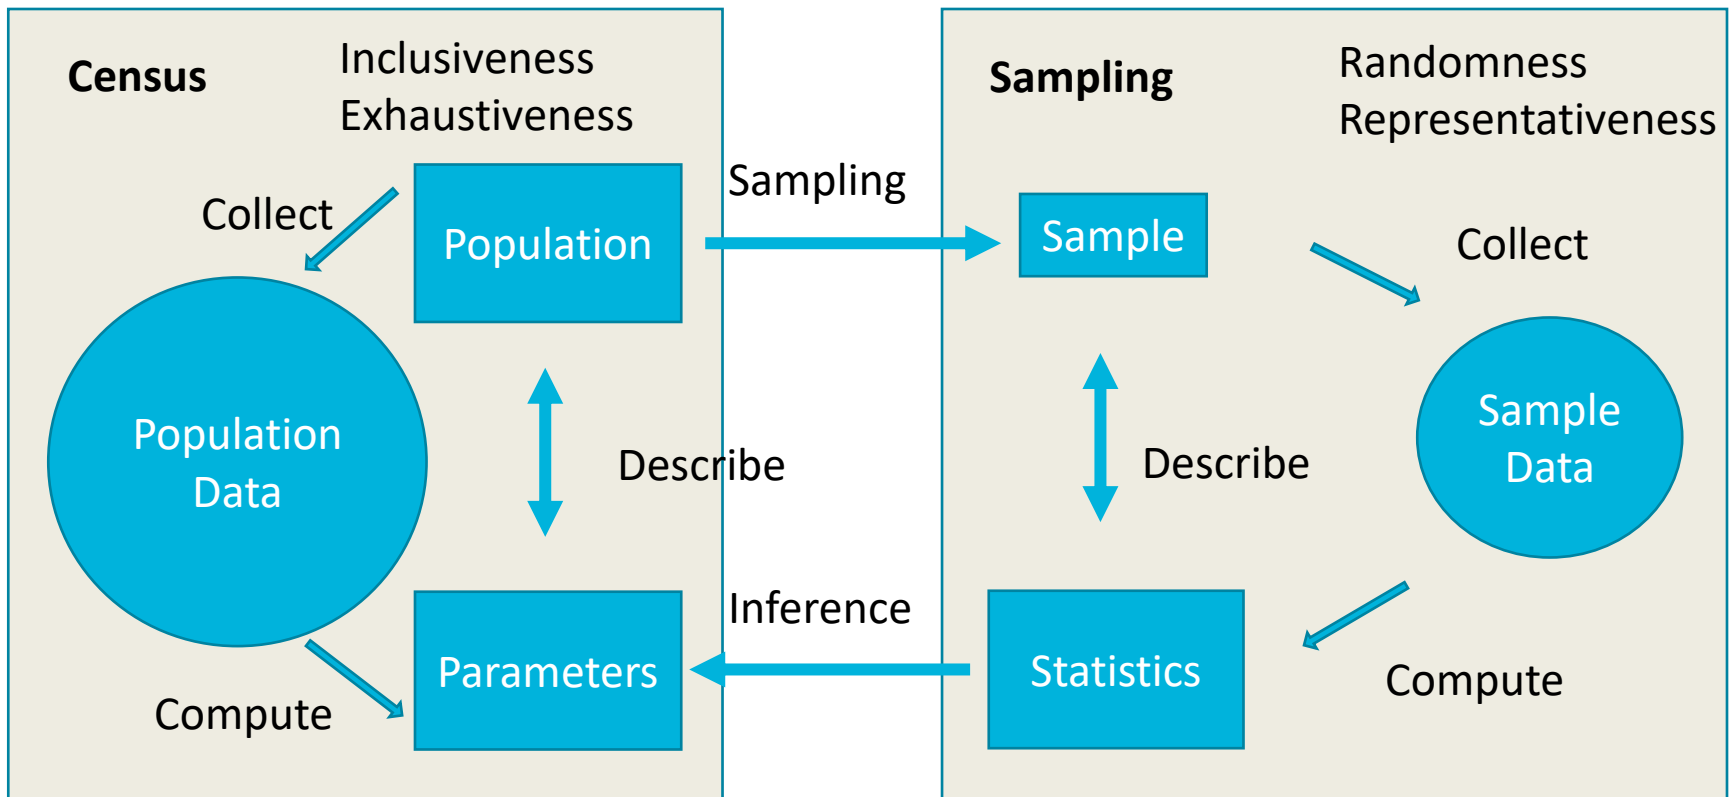 Census
Inclusiveness
Exhaustiveness
Collect
Population
Population
Data
Describe
Compute
Parameters
Sampling
Inference
Sampling
Randomness
Representativeness
Sample
Collect
Sample
Data
Describe
Statistics
Compute